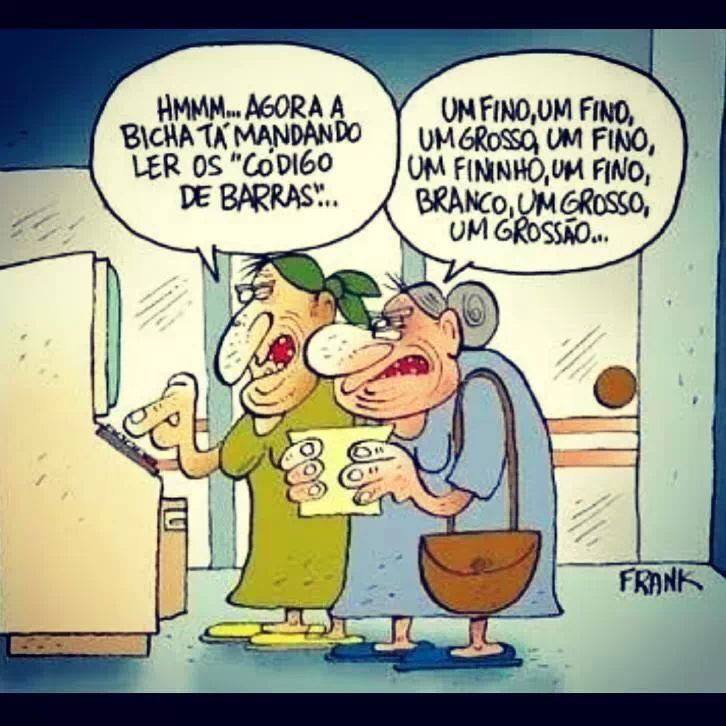 HMMM... AGORA A
BICHA TÁ MANDANDO
LER OS "CÓDIGO
DE BARRAS"...
UM FINO, UM FINO,
UM GROSSO, UM FINO,
UM FININHO, UM FINO,
BRANCO, UM GROSSO,
UM GROSSÃO...
FRANK